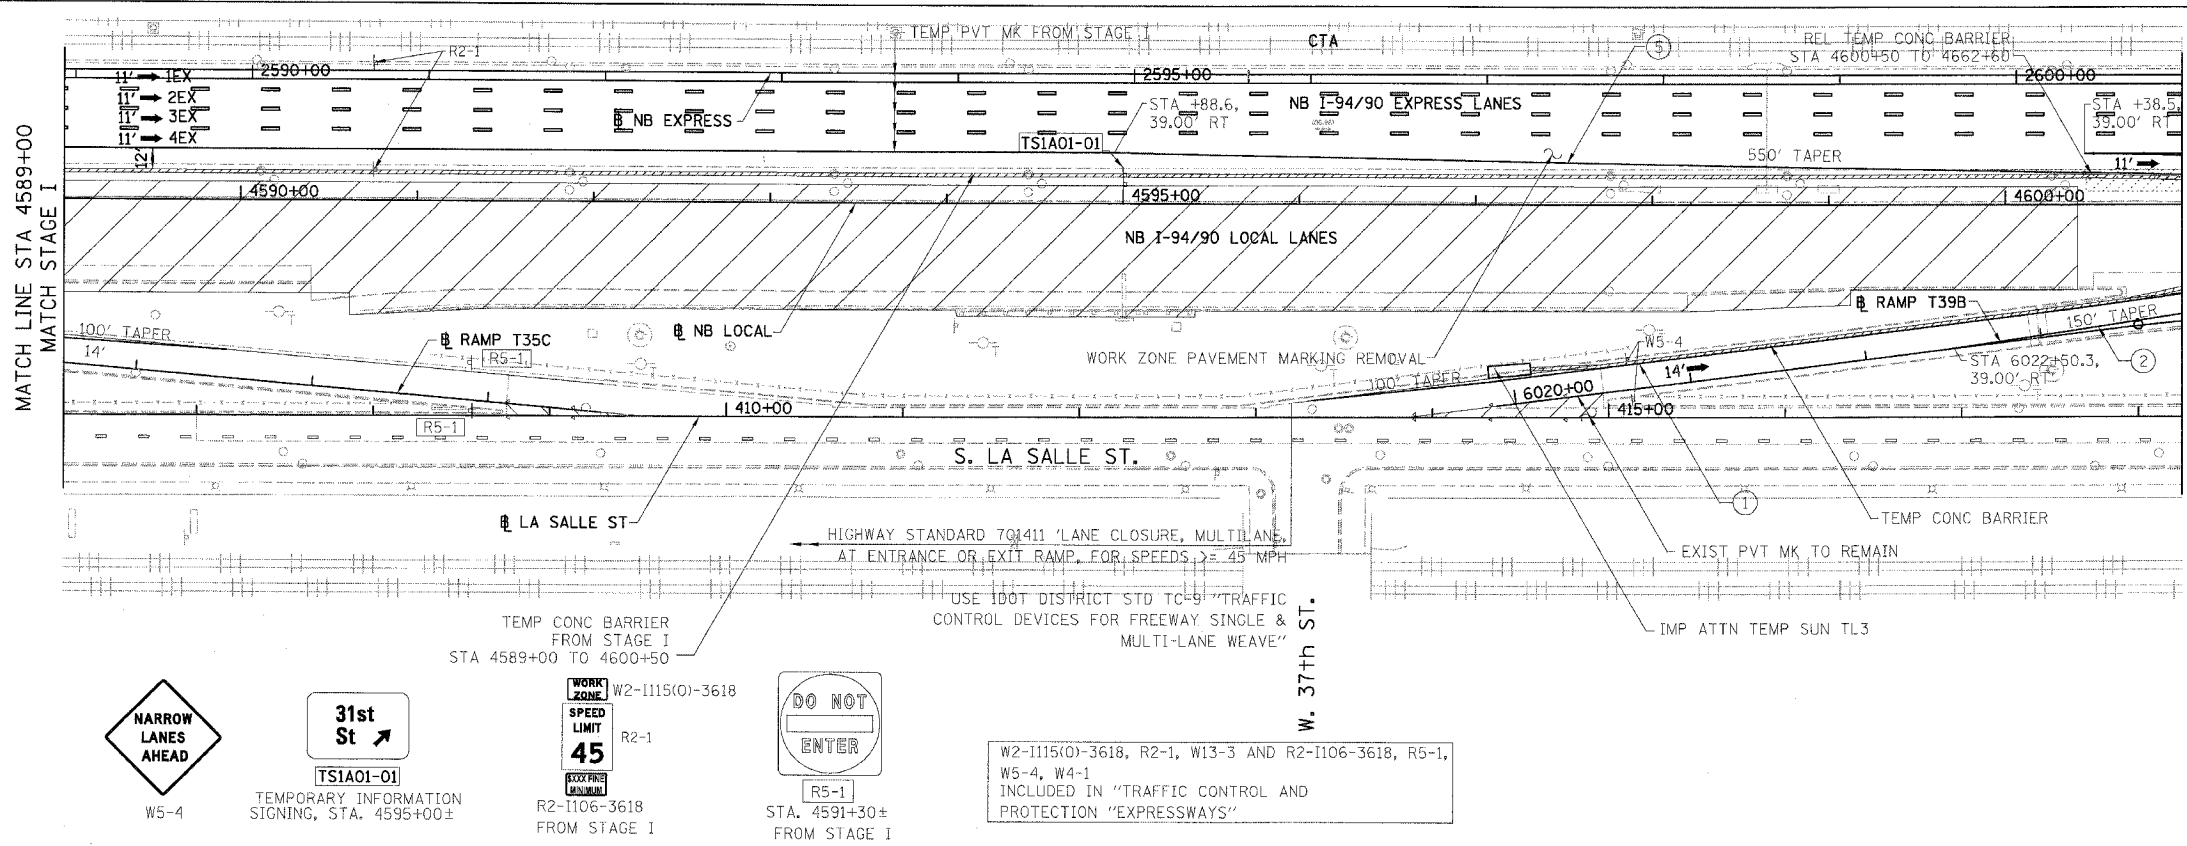 TEMP PVT MK FROM STAGE I
CTA
R2-1
5
REL TEMP CONC BARRIER
STA 4600+50 TO 4662+60
2590+00
2595+00
2600+00
11' 1EX
11' 2EX
11' 3EX
11' 4EX
12'
NB EXPRESS
STA +88.6,
39.00' RT
NB I-94/90 EXPRESS LANES
STA +38.5,
39.00' RT
TS1A01-01
550' TAPER
11'
4590+00
4595+00
4600+00
MATCH LINE STA 4589+00
MATCH STAGE I
NB I-94/90 LOCAL LANES
RAMP T39B
100' TAPER
14'
RAMP T35C
R5-1
NB LOCAL
WORK ZONE PAVEMENT MARKING REMOVAL
W5-4
150' TAPER
100' TAPER
14'
STA 6022+50.3,
39.00' RT
2
6020+00
410+00
415+00
R5-1
S. LA SALLE ST.
1
LA SALLE ST
TEMP CONC BARRIER
HIGHWAY STANDARD 701411 'LANE CLOSURE, MULTILANE,
AT ENTRANCE OR EXIT RAMP, FOR SPEEDS >= 45 MPH
EXIST PVT MK TO REMAIN
USE IDOT DISTRICT STD TC-9 "TRAFFIC
CONTROL DEVICES FOR FREEWAY SINGLE &
MULTI-LANE WEAVE"
W. 37th ST.
IMP ATTN TEMP SUN TL3
TEMP CONC BARRIER
FROM STAGE I
STA 4589+00 TO 4600+50
NARROW
LANES
AHEAD
W5-4
31st
St
TS1A01-01
TEMPORARY INFORMATION
SIGNING, STA. 4595+00±
WORK
ZONE
W2-I115(O)-3618
SPEED
LIMIT
45
R2-1
$XXX FINE
MINIMUM
R2-I106-3618
FROM STAGE I
DO NOT
ENTER
R5-1
STA. 4591+30±
FROM STAGE I
W2-I115(O)-3618, R2-1, W13-3 AND R2-I106-3618, R5-1,
W5-4, W4-1
INCLUDED IN "TRAFFIC CONTROL AND
PROTECTION "EXPRESSWAYS"